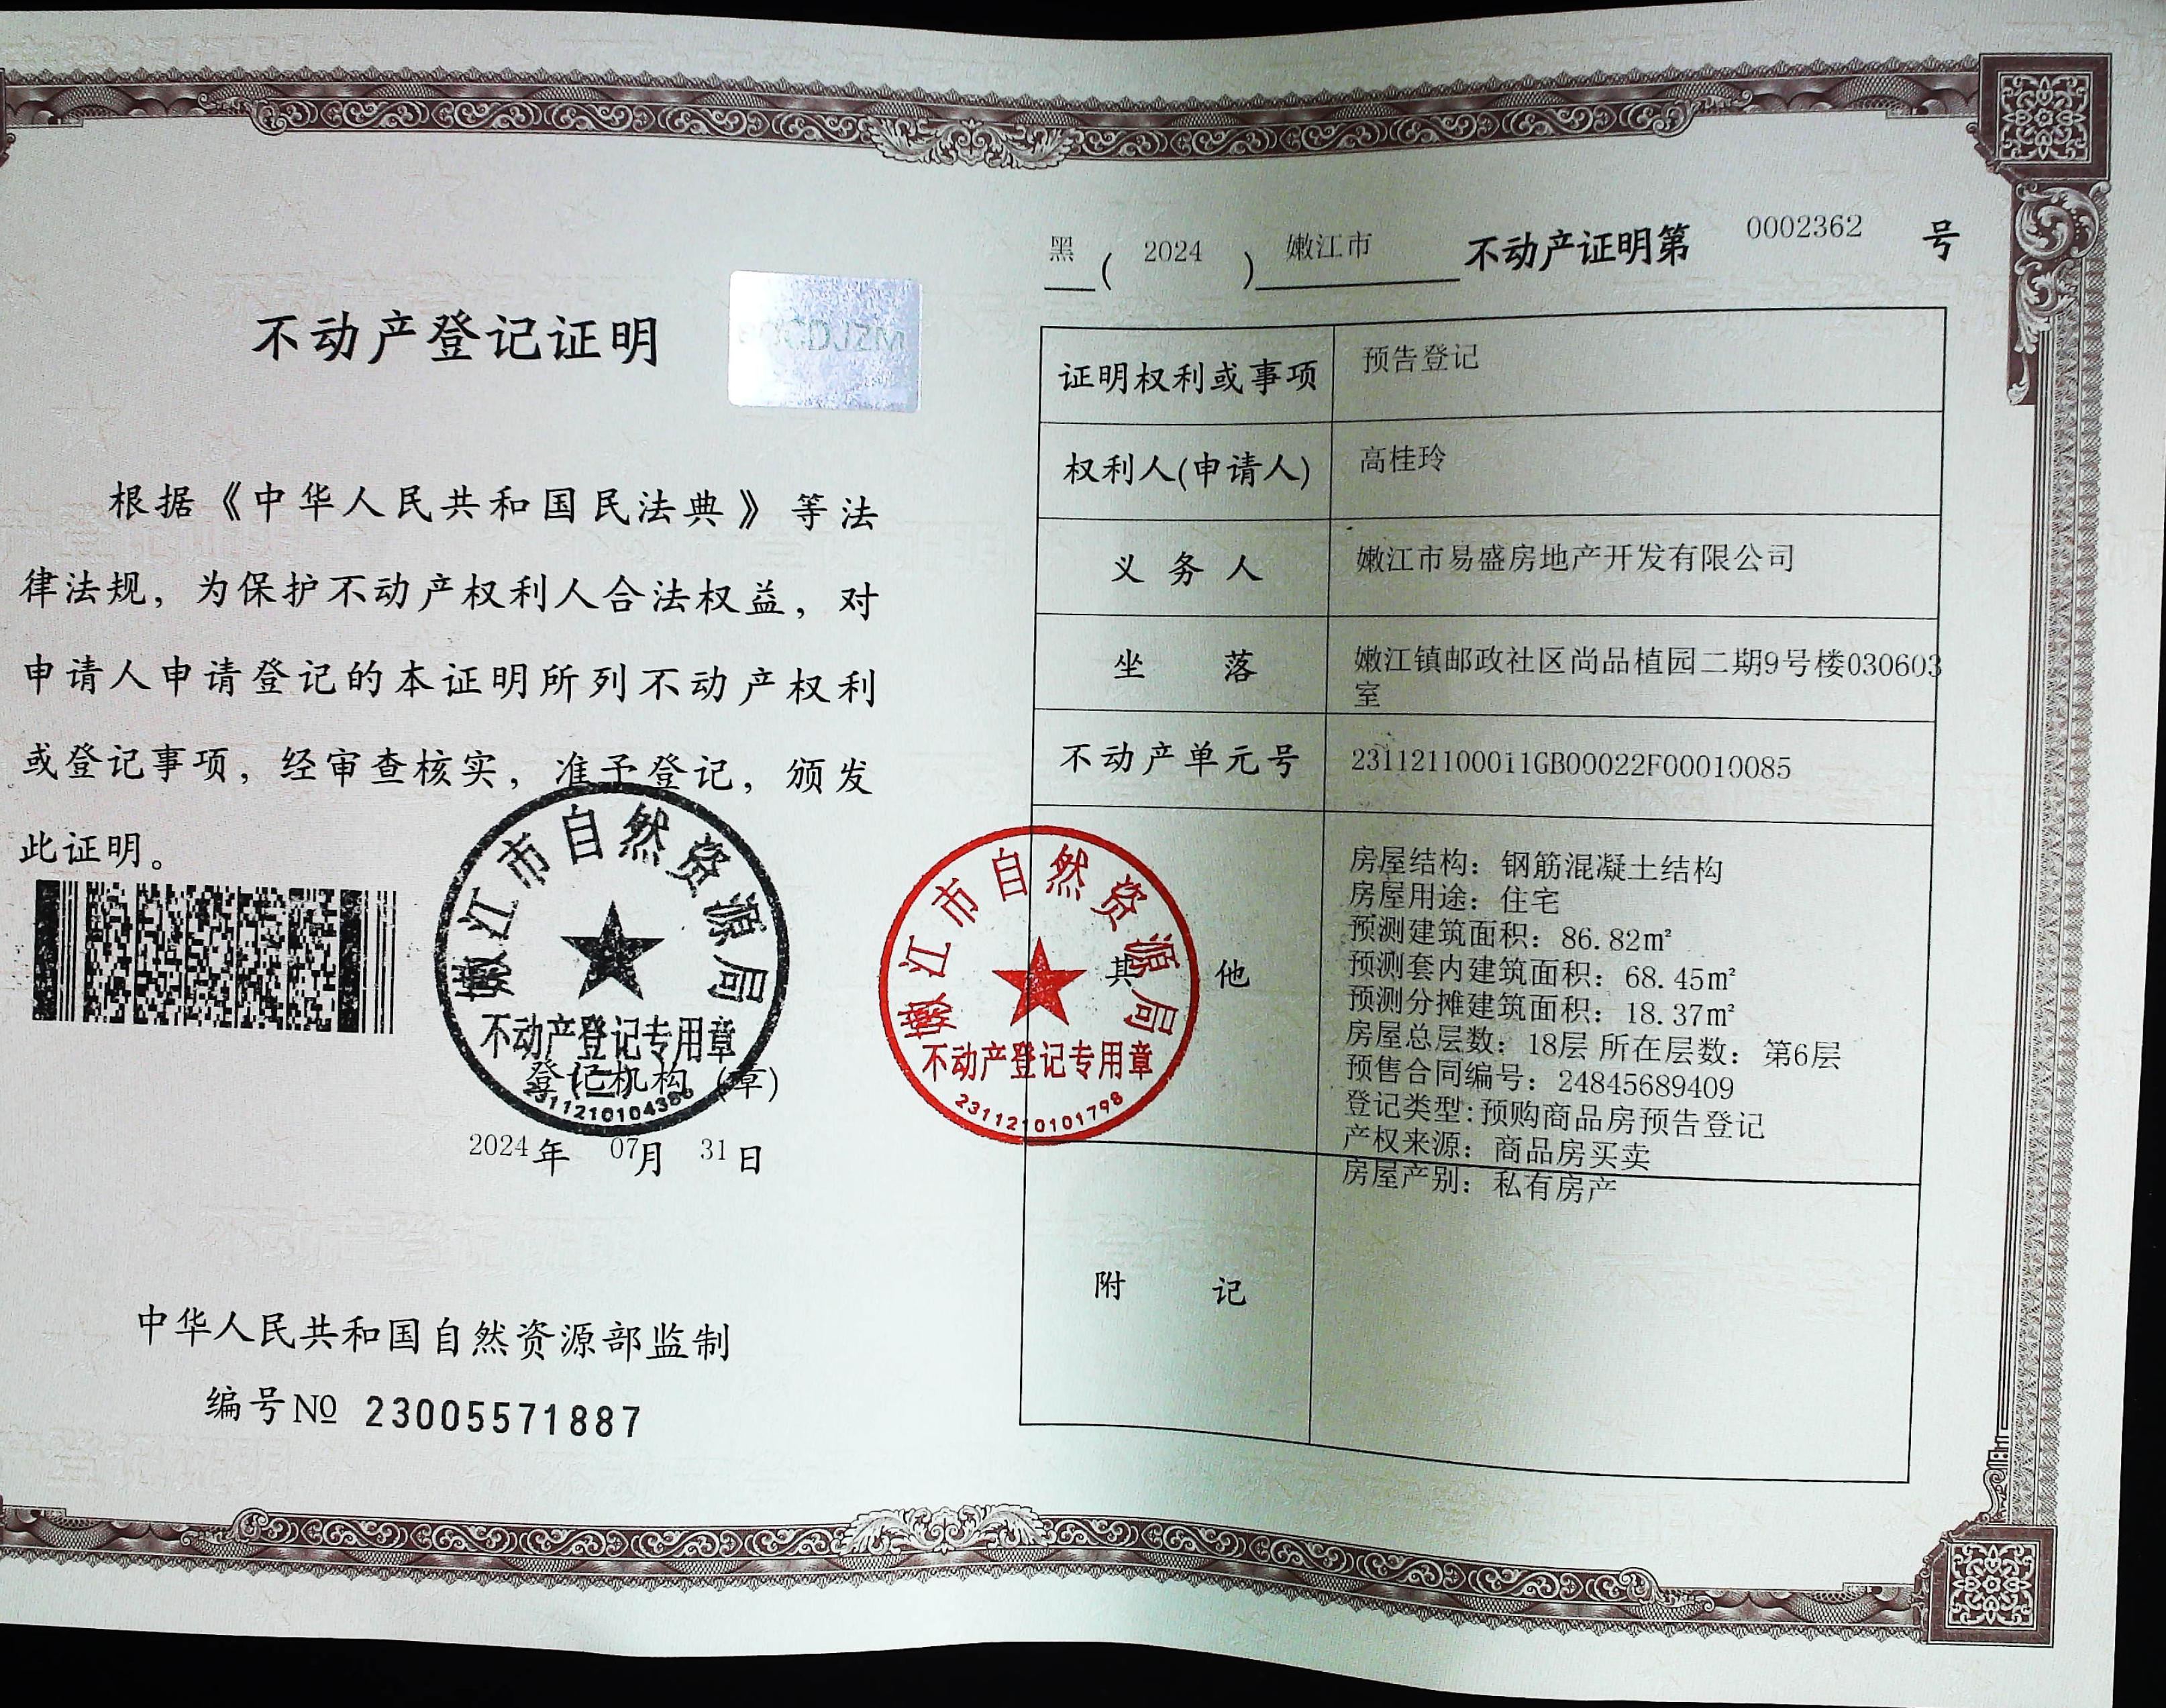 不动产登记证明
根据《中华人民共和国民法典》等法
律法规，为保护不动产权利人合法权益，对
申请人申请登记的本证明所列不动产权利
或登记事项，经审查核实，准予登记，颁发
此证明。
嫩江市自然资源局
不动产登记专用章
登记机构（章）
2024年 07月 31日
中华人民共和国自然资源部监制
编号№ 23005571887
嫩江市自然资源局
不动产登记专用章
2311210101798
黑( 2024 )嫩江市 不动产证明第 0002362 号
证明权利或事项 预告登记
权利人(申请人) 高桂玲
义务人 嫩江市易盛房地产开发有限公司
坐落 嫩江镇邮政社区尚品植园二期9号楼030603
室
不动产单元号 231121100011GB00022F00010085
其他
房屋结构：钢筋混凝土结构
房屋用途：住宅
预测建筑面积：86.82m²
预测套内建筑面积：68.45m²
预测分摊建筑面积：18.37m²
房屋总层数：18层 所在层数：第6层
预售合同编号：24845689409
登记类型:预购商品房预告登记
产权来源：商品房买卖
房屋产别：私有房产
附记